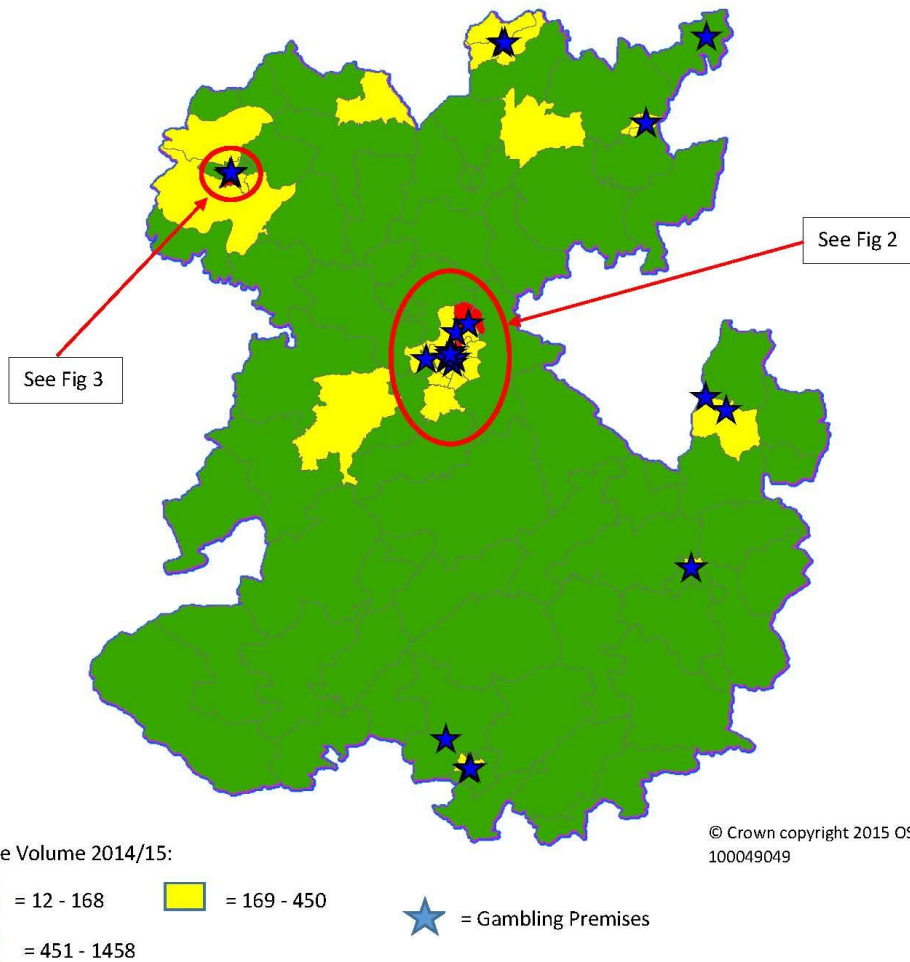 See Fig 2
See Fig 3
© Crown copyright 2015 OS
100049049
e Volume 2014/15:
= 12 - 168
= 169 - 450
= Gambling Premises
= 451 - 1458